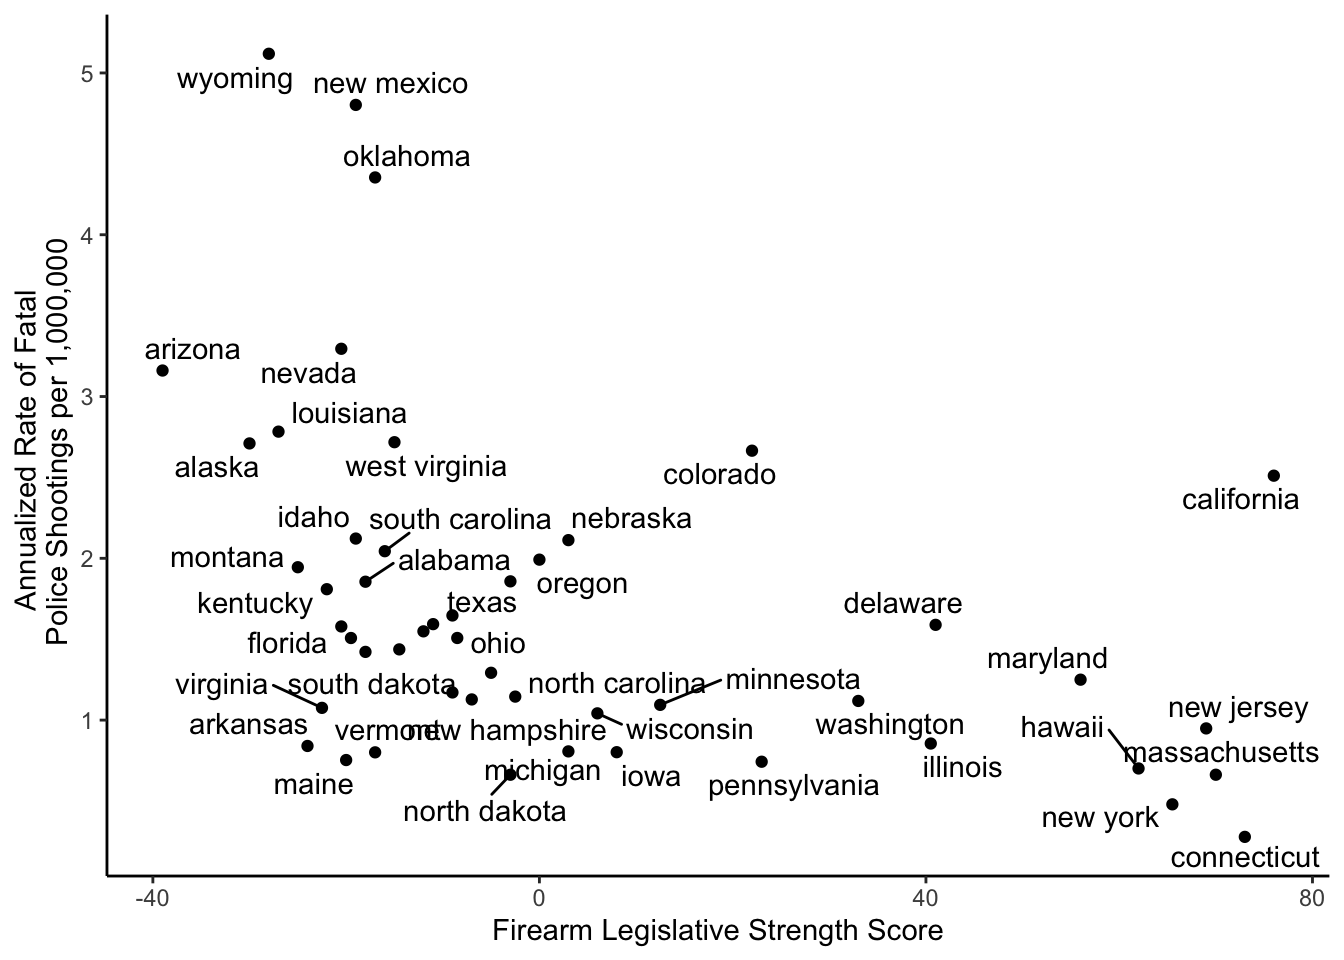 5
wyoming
new mexico
oklahoma
4
arizona
nevada
3
louisiana
alaska
west virginia
colorado
california
idaho
south carolina
nebraska
montana
2
alabama
oregon
kentucky
texas
delaware
florida
ohio
maryland
virginia
south dakota
north carolina
minnesota
arkansas
1
vermont
new hampshire
wisconsin
washington
hawaii
new jersey
massachusetts
maine
michigan
iowa
pennsylvania
illinois
north dakota
new york
connecticut
-40
0
40
80
Firearm Legislative Strength Score
Annualized Rate of Fatal
Police Shootings per 1,000,000